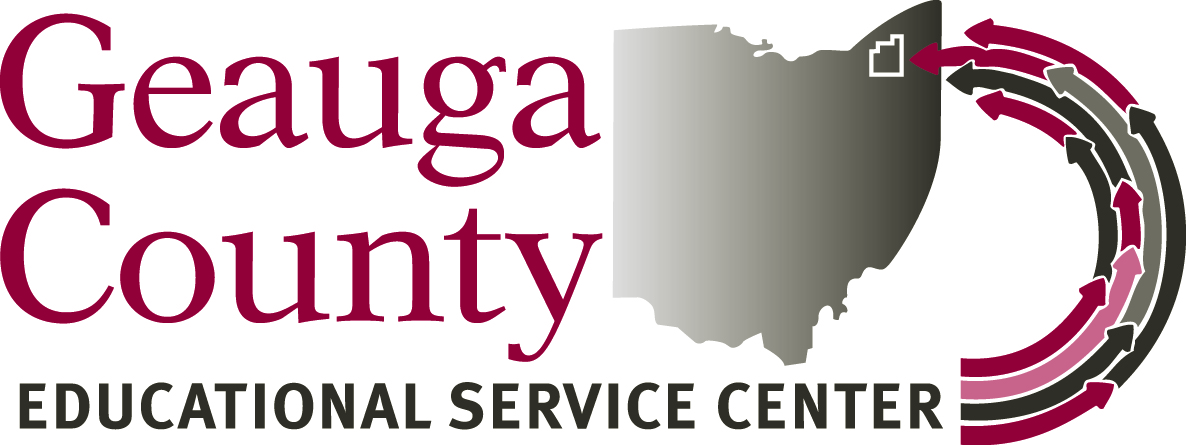 Geauga
County
EDUCATIONAL SERVICE CENTER